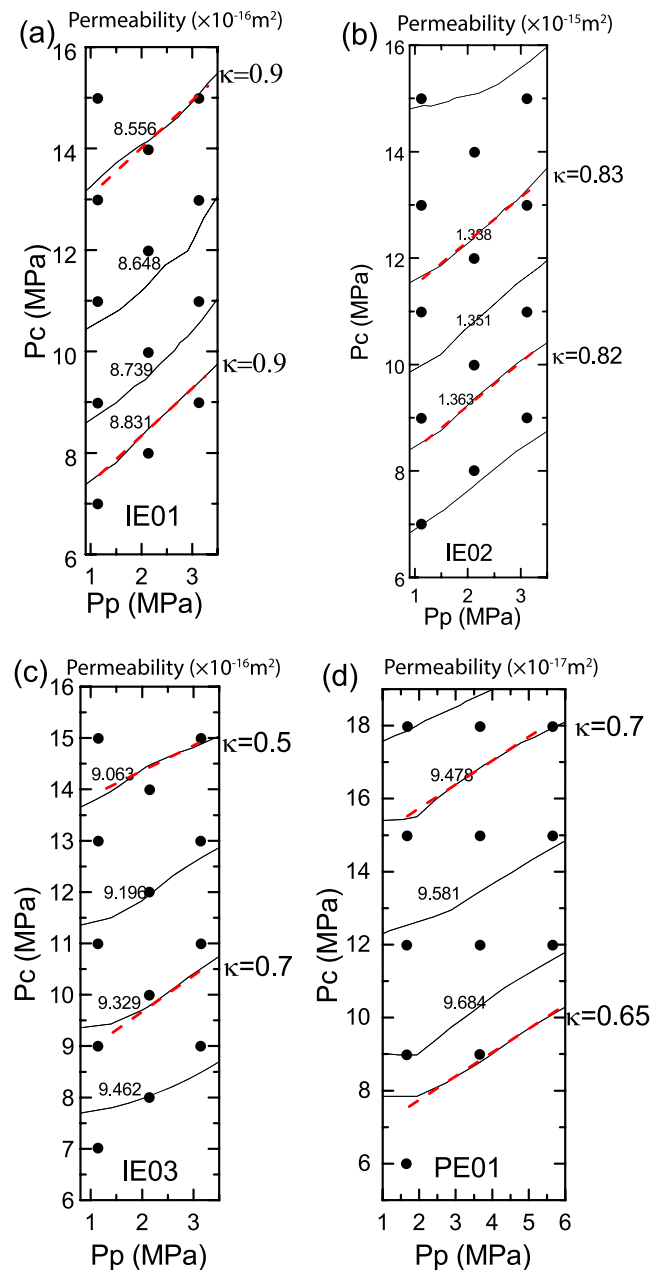 (a) Permeability (×10⁻¹⁶m²)
16
14
12
10
8
6
Pc (MPa)
κ=0.9
8.556
8.648
8.739
κ=0.9
8.831
IE01
1 2 3
Pp (MPa)
(b) Permeability (×10⁻¹⁵m²)
16
14
12
10
8
6
Pc (MPa)
κ=0.83
1.338
1.351
κ=0.82
1.363
IE02
1 2 3
Pp (MPa)
(c) Permeability (×10⁻¹⁶m²)
16
15
14
13
12
11
10
9
8
7
6
Pc (MPa)
κ=0.5
9.063
9.196
κ=0.7
9.329
9.462
IE03
1 2 3
Pp (MPa)
(d) Permeability (×10⁻¹⁷m²)
18
16
14
12
10
8
6
Pc (MPa)
κ=0.7
9.478
9.581
9.684
κ=0.65
PE01
1 2 3 4 5 6
Pp (MPa)